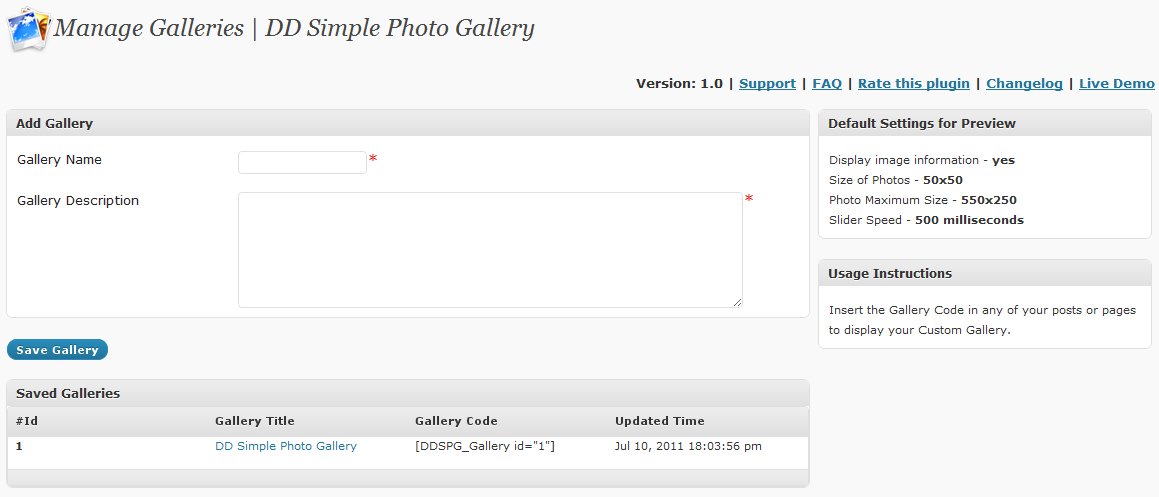 Manage Galleries | DD Simple Photo Gallery
Version: 1.0 | Support | FAQ | Rate this plugin | Changelog | Live Demo
Add Gallery
Gallery Name *
Gallery Description *
Save Gallery
Saved Galleries
#Id Gallery Title Gallery Code Updated Time
1 DD Simple Photo Gallery [DDSPG_Gallery id="1"] Jul 10, 2011 18:03:56 pm
Default Settings for Preview
Display image information - yes
Size of Photos - 50x50
Photo Maximum Size - 550x250
Slider Speed - 500 milliseconds
Usage Instructions
Insert the Gallery Code in any of your posts or pages
to display your Custom Gallery.